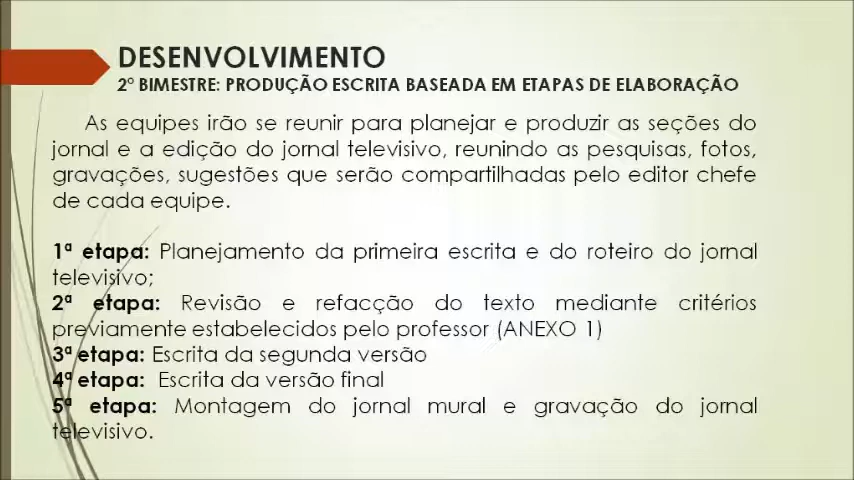 DESENVOLVIMENTO
2º BIMESTRE: PRODUÇÃO ESCRITA BASEADA EM ETAPAS DE ELABORAÇÃO
As equipes irão se reunir para planejar e produzir as seções do
jornal e a edição do jornal televisivo, reunindo as pesquisas, fotos,
gravações, sugestões que serão compartilhadas pelo editor chefe
de cada equipe.
1ª etapa: Planejamento da primeira escrita e do roteiro do jornal
televisivo;
2ª etapa: Revisão e refacção do texto mediante critérios
previamente estabelecidos pelo professor (ANEXO 1)
3ª etapa: Escrita da segunda versão
4ª etapa: Escrita da versão final
5ª etapa: Montagem do jornal mural e gravação do jornal
televisivo.